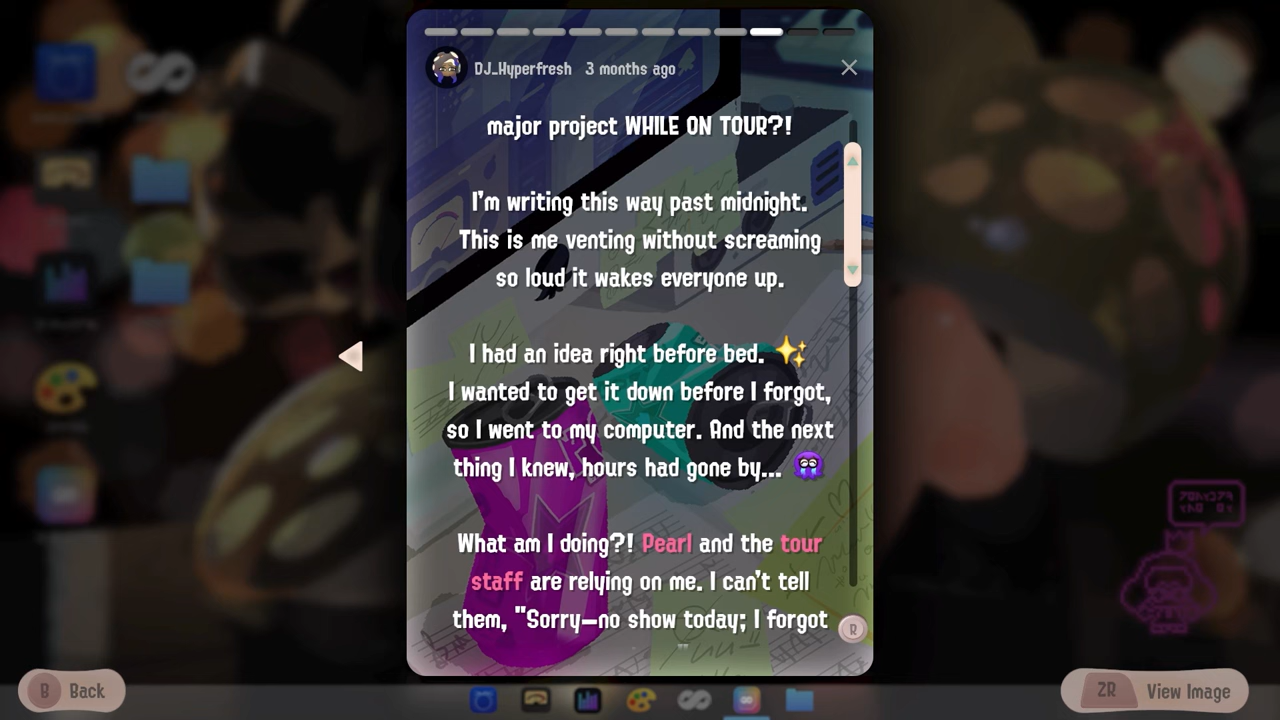 DJ_Hyperfresh 3 months ago
major project WHILE ON TOUR?!
I'm writing this way past midnight.
This is me venting without screaming
so loud it wakes everyone up.
I had an idea right before bed. ✨
I wanted to get it down before I forgot,
so I went to my computer. And the next
thing I knew, hours had gone by...
What am I doing?! Pearl and the tour
staff are relying on me. I can't tell
them, "Sorry—no show today; I forgot
R
B Back
ZR View Image